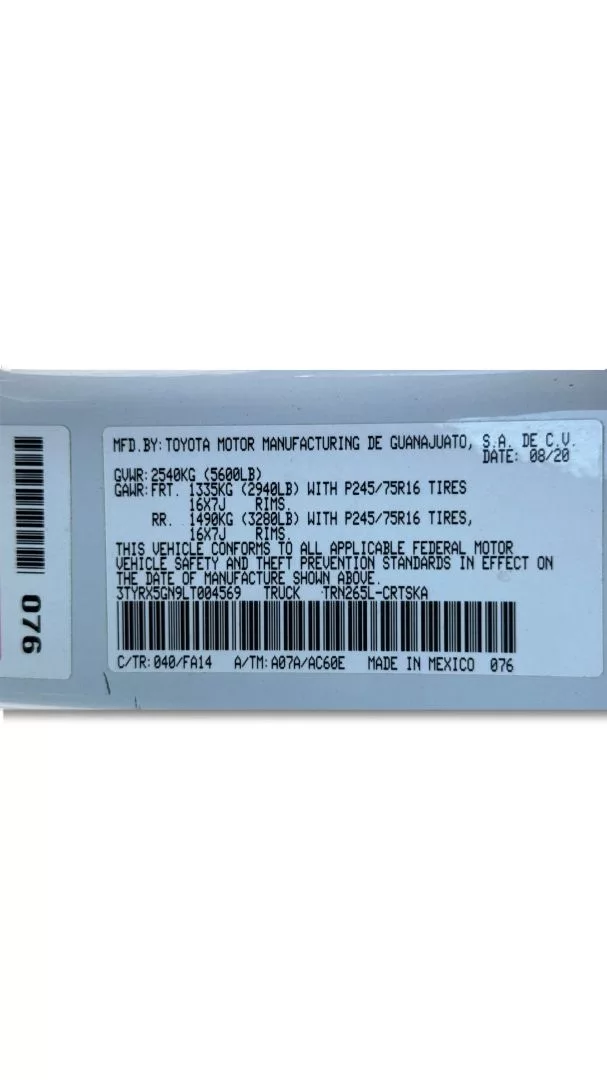 MFD.BY: TOYOTA MOTOR MANUFACTURING DE GUANAJUATO, S.A. DE C.V.
DATE: 08/20
GVWR: 2540KG (5600LB)
GAWR: FRT. 1335KG (2940LB) WITH P245/75R16 TIRES
16X7J RIMS.
RR. 1490KG (3280LB) WITH P245/75R16 TIRES,
16X7J RIMS.
THIS VEHICLE CONFORMS TO ALL APPLICABLE FEDERAL MOTOR
VEHICLE SAFETY AND THEFT PREVENTION STANDARDS IN EFFECT ON
THE DATE OF MANUFACTURE SHOWN ABOVE.
3TYRX5GN9LT004569 TRUCK TRN265L-CRTSKA
C/TR: 040/FA14 A/TM: A07A/AC60E MADE IN MEXICO 076
076